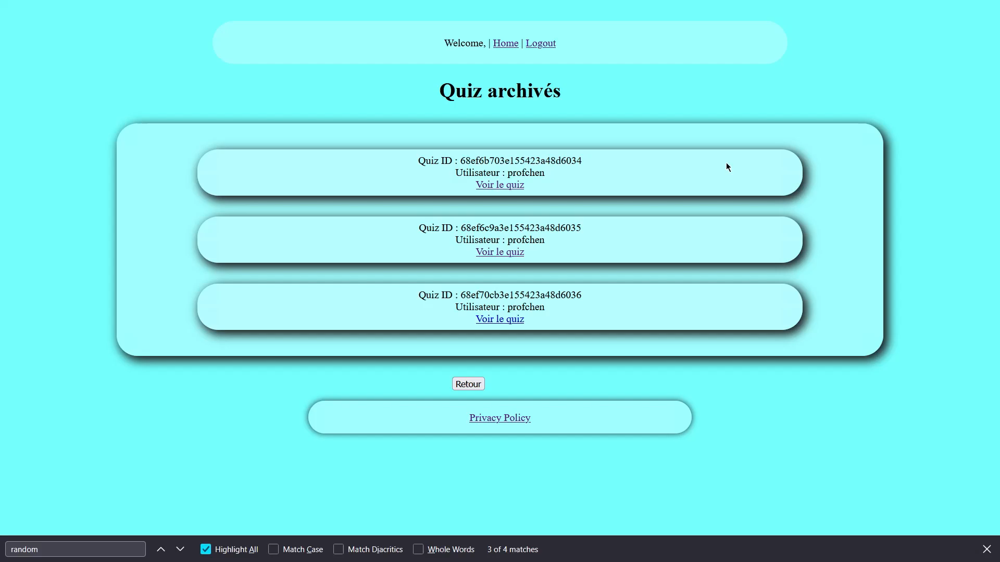 Welcome, | Home | Logout
Quiz archivés
Quiz ID : 68ef6b703e155423a48d6034
Utilisateur : profchen
Voir le quiz
Quiz ID : 68ef6c9a3e155423a48d6035
Utilisateur : profchen
Voir le quiz
Quiz ID : 68ef70cb3e155423a48d6036
Utilisateur : profchen
Voir le quiz
Retour
Privacy Policy
random Highlight All Match Case Match Diacritics Whole Words 3 of 4 matches